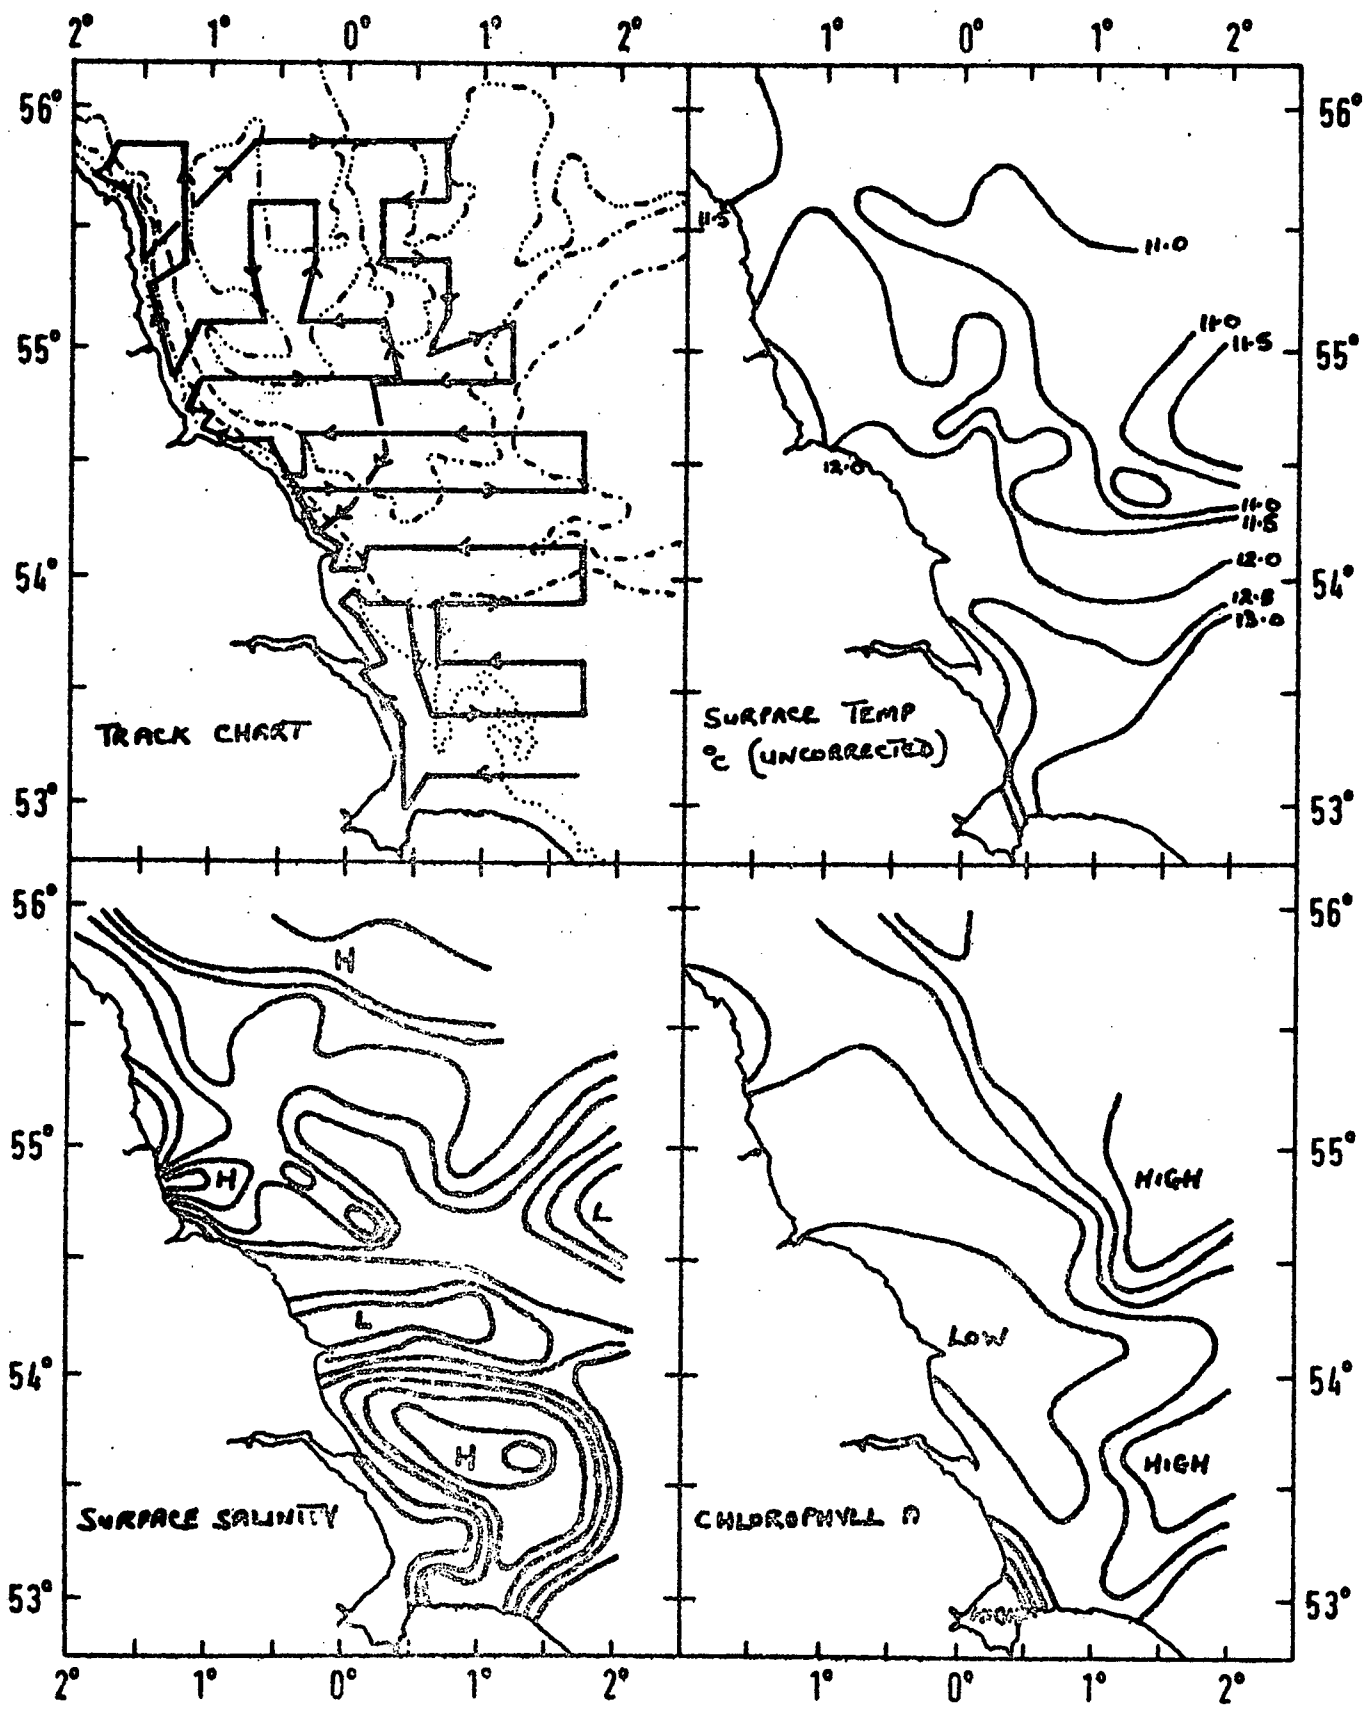 2° 1° 0° 1° 2° 1° 0° 1° 2°
56° 56°
11.5
11.0
55° 11.0 55°
11.5
12.0
11.0
11.5
54° 12.0 54°
12.5
13.0
TRACK CHART
SURFACE TEMP
°C (UNCORRECTED)
53° 53°
56° 56°
H
55° 55°
H HIGH
L
L LOW
54° 54°
H HIGH
SURFACE SALINITY
CHLOROPHYLL A
53° 53°
2° 1° 0° 1° 2° 1° 0° 1° 2°